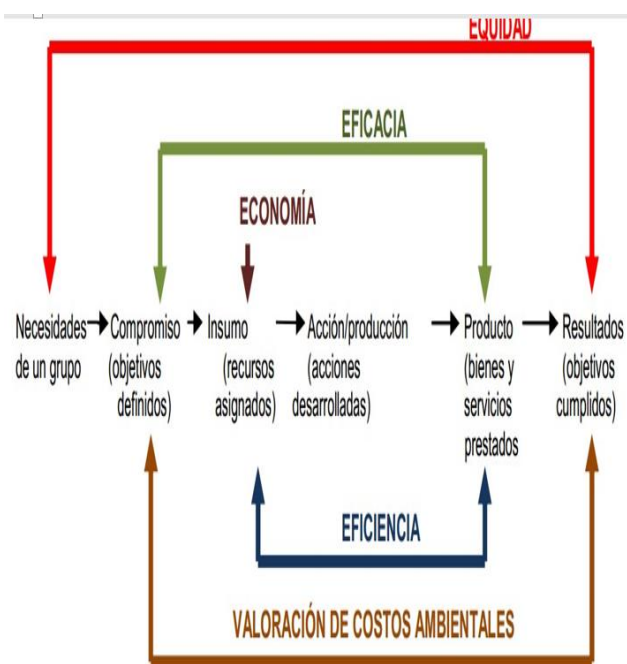 EQUIDAD
EFICACIA
ECONOMÍA
Necesidades
de un grupo
Compromiso
(objetivos
definidos)
Insumo
(recursos
asignados)
Acción/producción
(acciones
desarrolladas)
Producto
(bienes y
servicios
prestados
Resultados
(objetivos
cumplidos)
EFICIENCIA
VALORACIÓN DE COSTOS AMBIENTALES